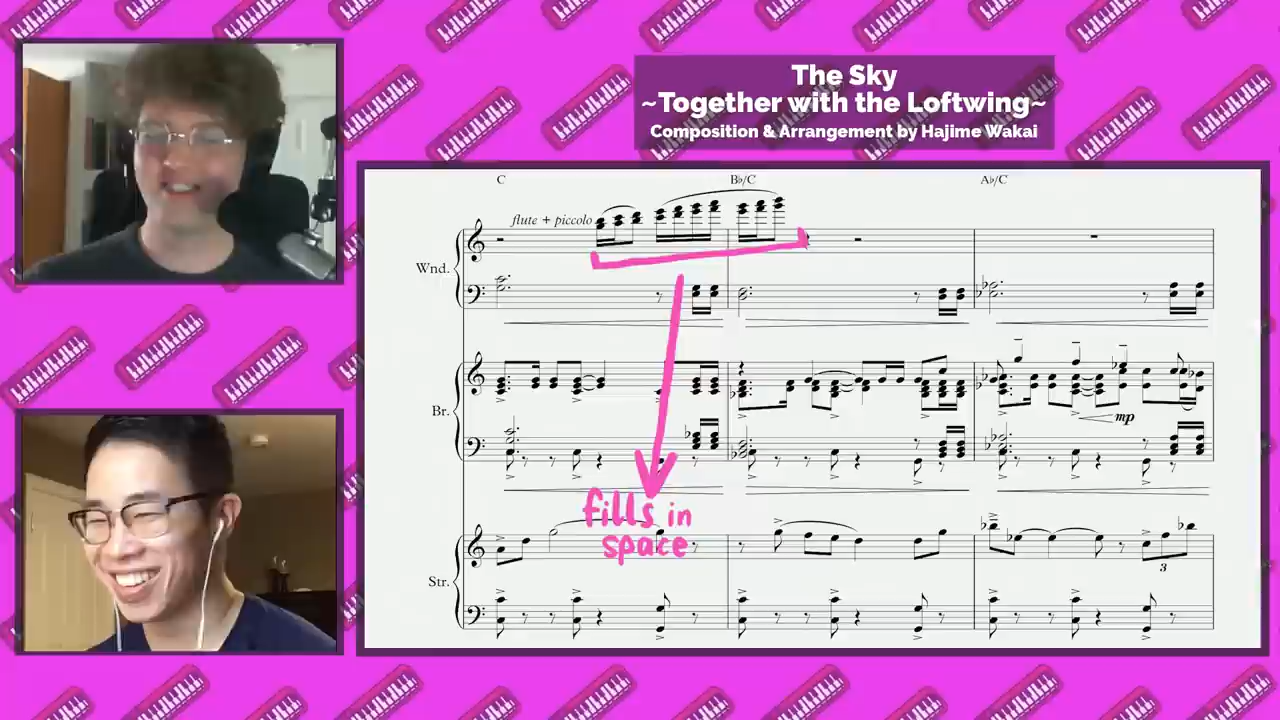 The Sky
~Together with the Loftwing~
Composition & Arrangement by Hajime Wakai
C
B♭/C
A♭/C
flute + piccolo
Wnd.
Br.
mp
fills in
space
Str.
3